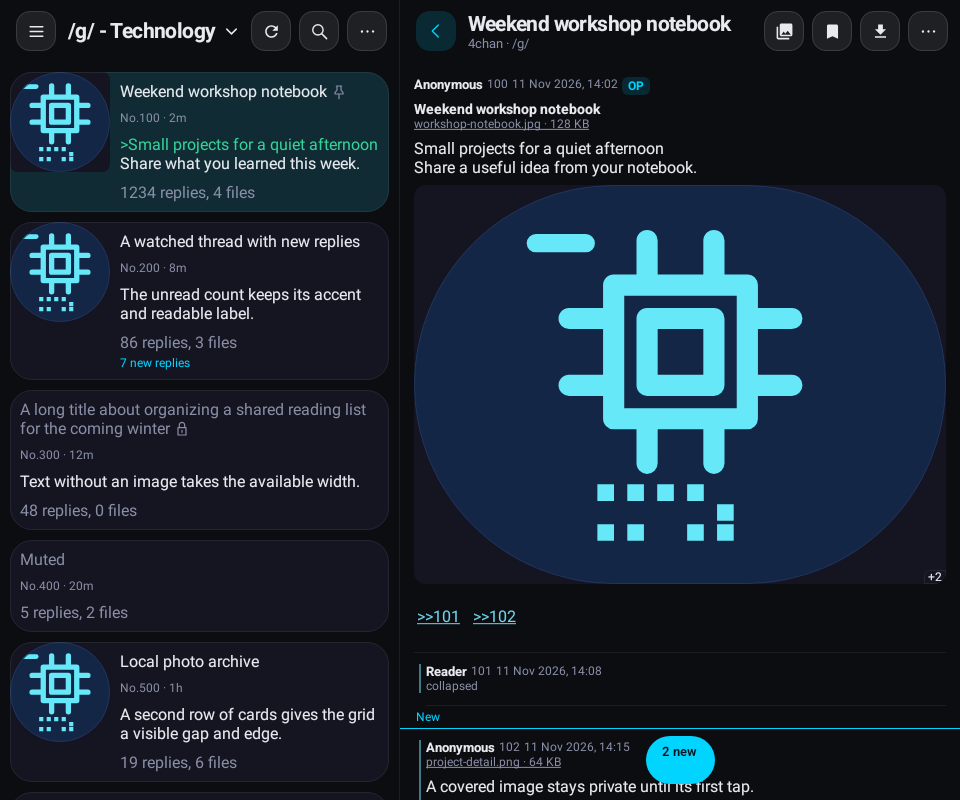 /g/ - Technology
Weekend workshop notebook
No.100 · 2m
>Small projects for a quiet afternoon
Share what you learned this week.
1234 replies, 4 files
A watched thread with new replies
No.200 · 8m
The unread count keeps its accent
and readable label.
86 replies, 3 files
7 new replies
A long title about organizing a shared reading list
for the coming winter
No.300 · 12m
Text without an image takes the available width.
48 replies, 0 files
Muted
No.400 · 20m
5 replies, 2 files
Local photo archive
No.500 · 1h
A second row of cards gives the grid
a visible gap and edge.
19 replies, 6 files
Weekend workshop notebook
4chan · /g/
Anonymous 100 11 Nov 2026, 14:02 OP
Weekend workshop notebook
workshop-notebook.jpg · 128 KB
Small projects for a quiet afternoon
Share a useful idea from your notebook.
+2
>>101 >>102
Reader 101 11 Nov 2026, 14:08
collapsed
New
Anonymous 102 11 Nov 2026, 14:15
project-detail.png · 64 KB
2 new
A covered image stays private until its first tap.